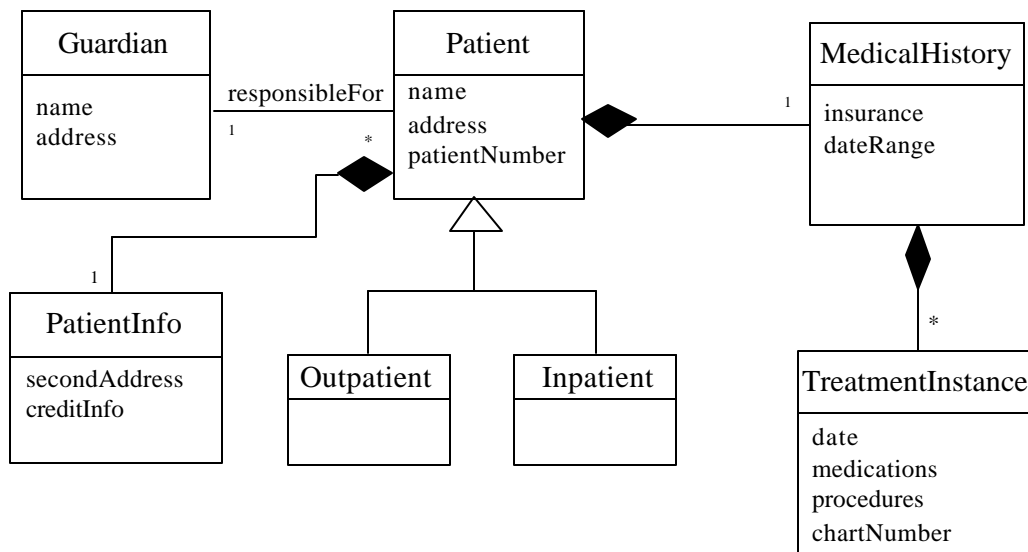 Guardian
name
address
responsibleFor
1
*
Patient
name
address
patientNumber
1
MedicalHistory
insurance
dateRange
1
PatientInfo
secondAddress
creditInfo
Outpatient
Inpatient
*
TreatmentInstance
date
medications
procedures
chartNumber